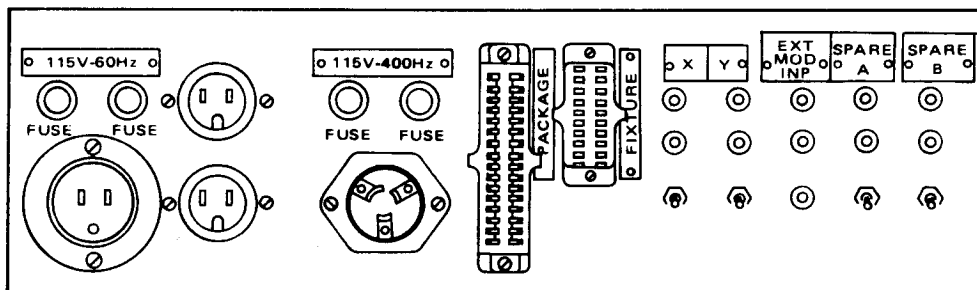 115V-60Hz
FUSE FUSE
115V-400Hz
FUSE FUSE
PACKAGE
FIXTURE
X Y
EXT
MOD
INP
SPARE
A
SPARE
B